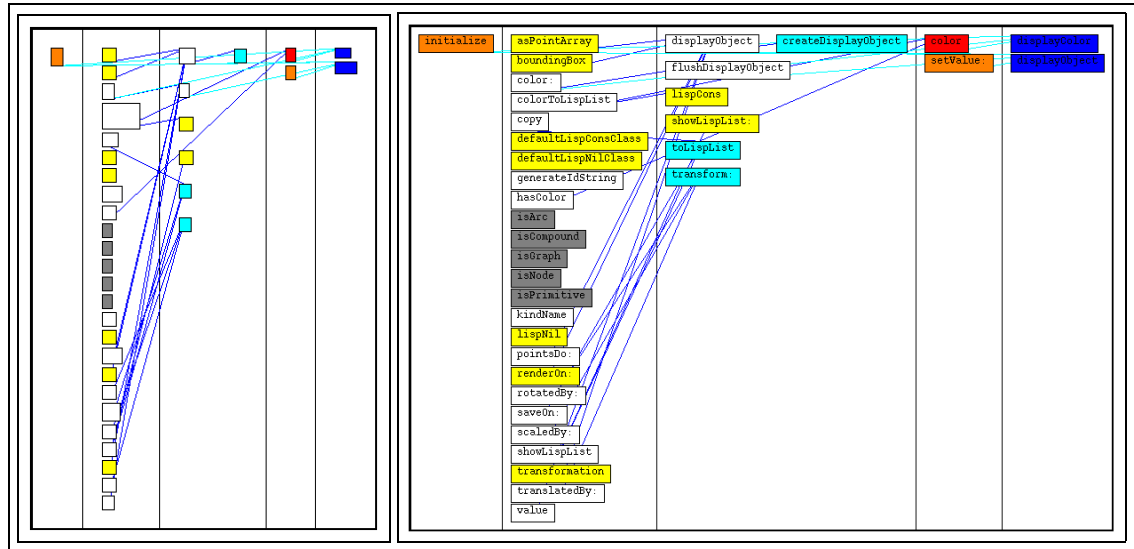 initialize
asPointArray
boundingBox
color:
colorToLispList
copy
defaultLispConsClass
defaultLispNilClass
generateIdString
hasColor
isArc
isCompound
isGraph
isNode
isPrimitive
kindName
lispNil
pointsDo:
renderOn:
rotatedBy:
saveOn:
scaledBy:
showLispList
transformation
translatedBy:
value
displayObject
flushDisplayObject
lispCons
showLispList:
toLispList
transform:
createDisplayObject
color
setValue:
displayColor
displayObject